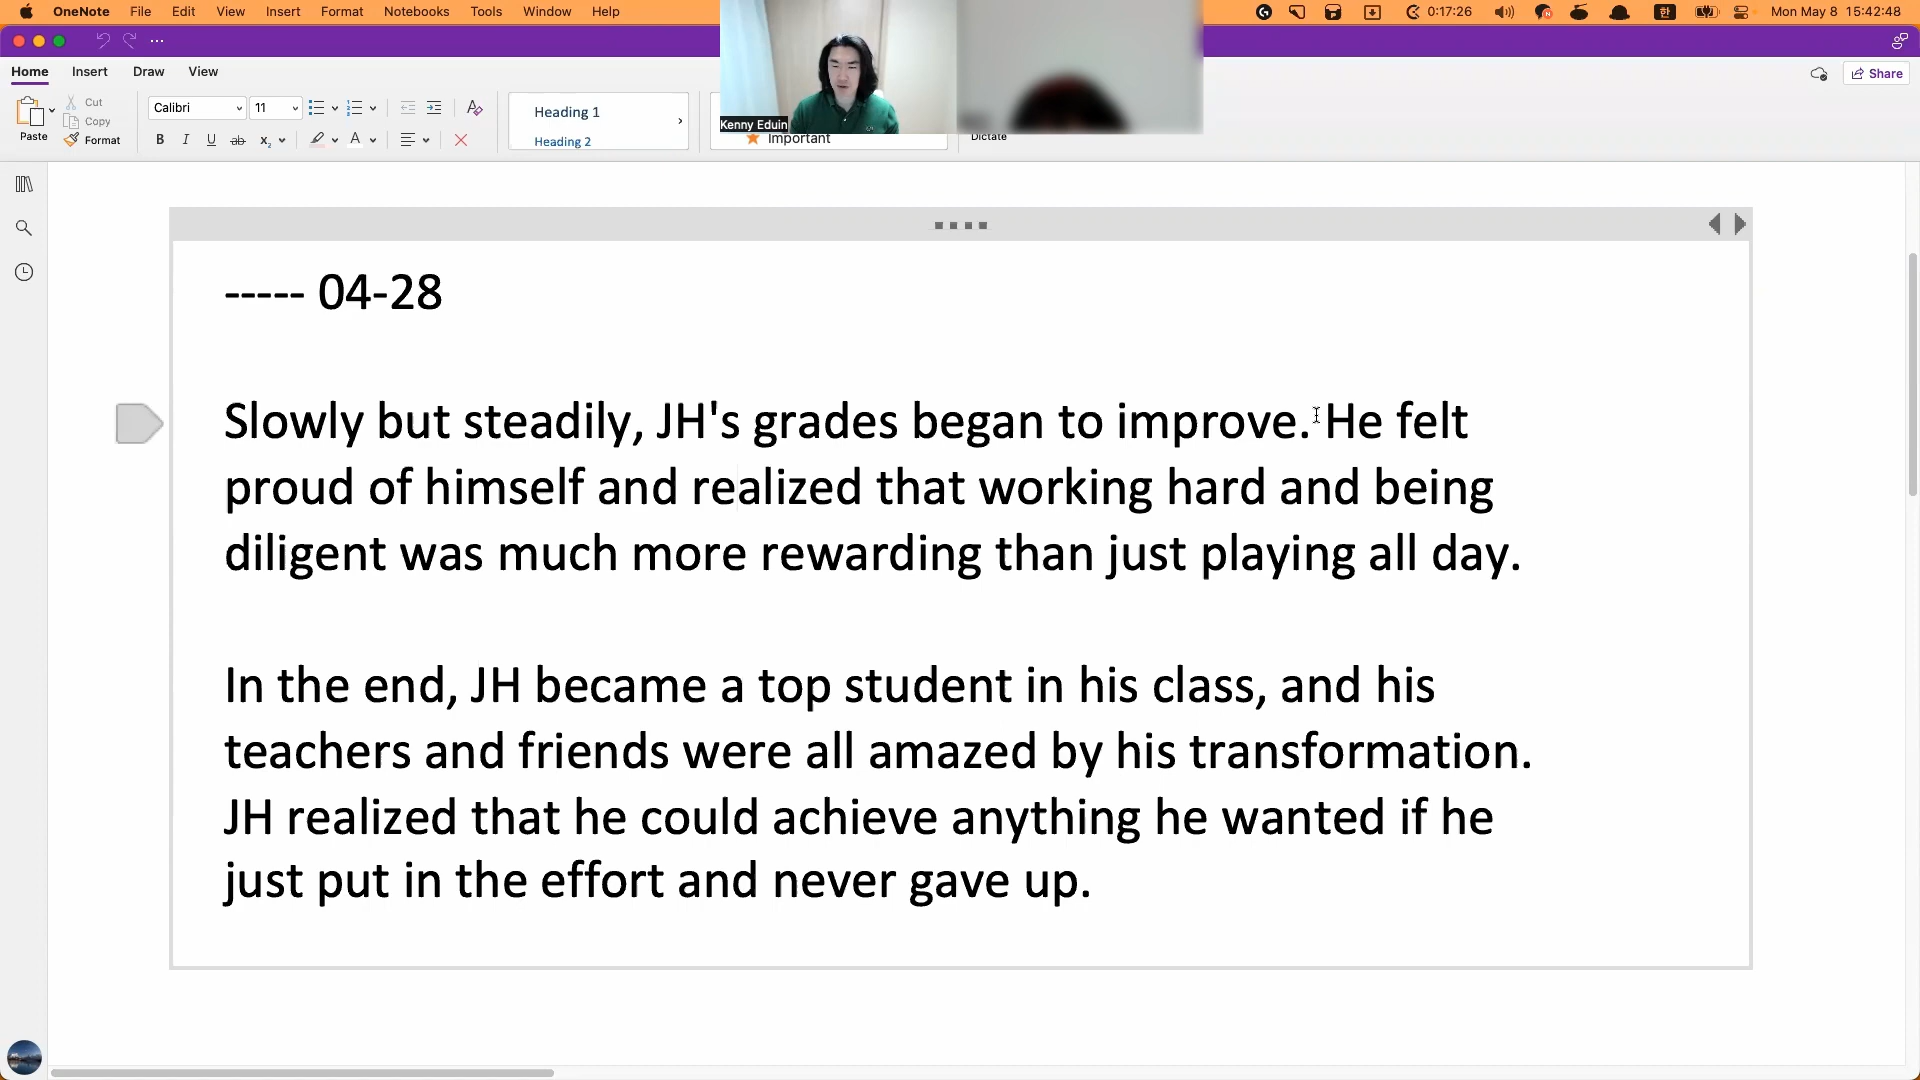 OneNote File Edit View Insert Format Notebooks Tools Window Help 0:17:26 한 Mon May 8 15:42:48
Home Insert Draw View Share
Paste Cut Copy Format
Calibri 11
B I U ab x₂ A
Heading 1
Heading 2
Important
Dictate
Kenny Eduin
----- 04-28
Slowly but steadily, JH's grades began to improve. He felt
proud of himself and realized that working hard and being
diligent was much more rewarding than just playing all day.
In the end, JH became a top student in his class, and his
teachers and friends were all amazed by his transformation.
JH realized that he could achieve anything he wanted if he
just put in the effort and never gave up.